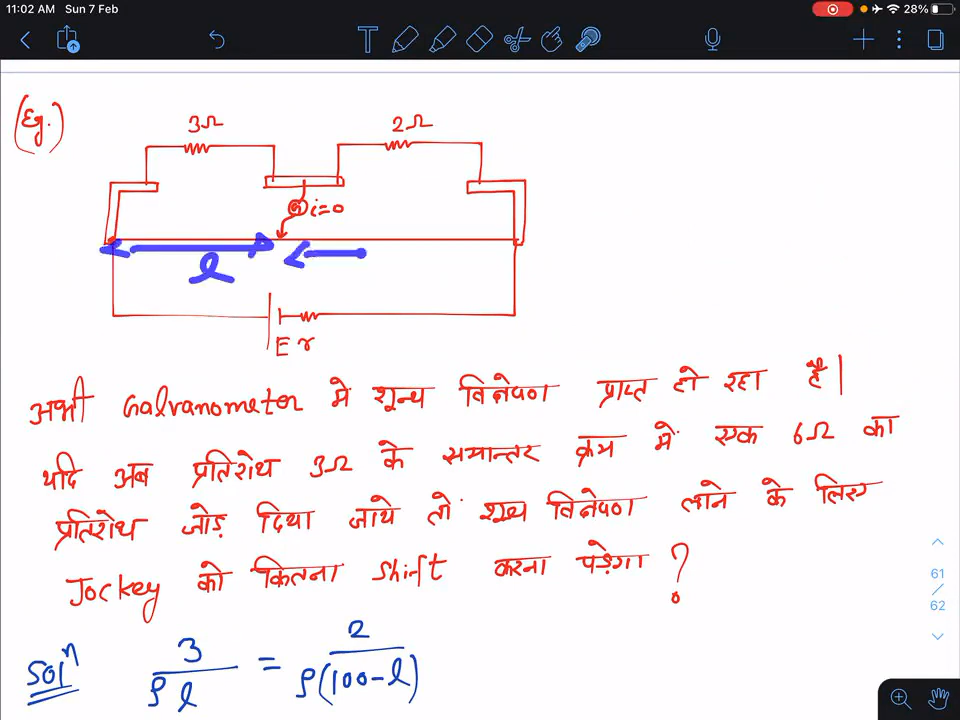 11:02 AM Sun 7 Feb
28%
(Eg.)
3Ω
2Ω
G i=0
l
E r
अभी Galvanometer में शून्य विक्षेपण प्राप्त हो रहा है।
यदि अब प्रतिरोध 3Ω के समान्तर क्रम में एक 6Ω का
प्रतिरोध जोड़ दिया जाये तो शून्य विक्षेपण लाने के लिए
Jockey को कितना Shift करना पड़ेगा ?
Solⁿ 3/ρl = 2/ρ(100-l)
61
/
62